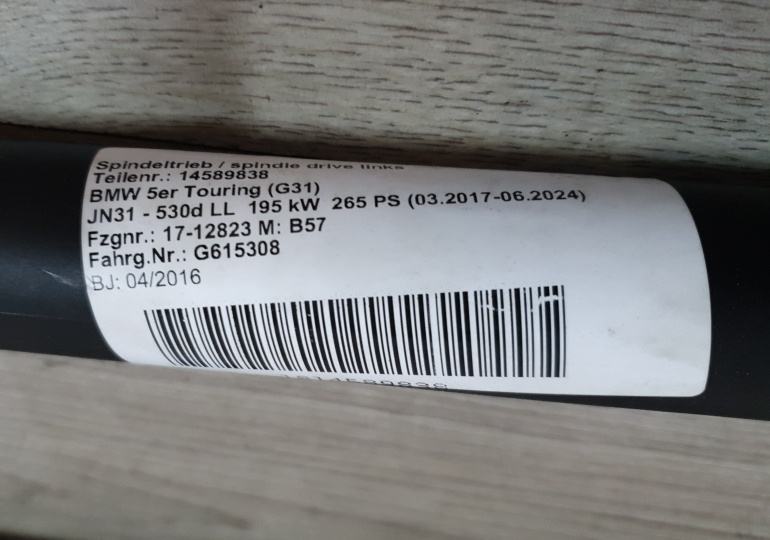 Spindeltrieb / spindle drive links
Teilenr.: 14589838
BMW 5er Touring (G31)
JN31 - 530d LL 195 kW 265 PS (03.2017-06.2024)
Fzgnr.: 17-12823 M: B57
Fahrg.Nr.: G615308
BJ: 04/2016